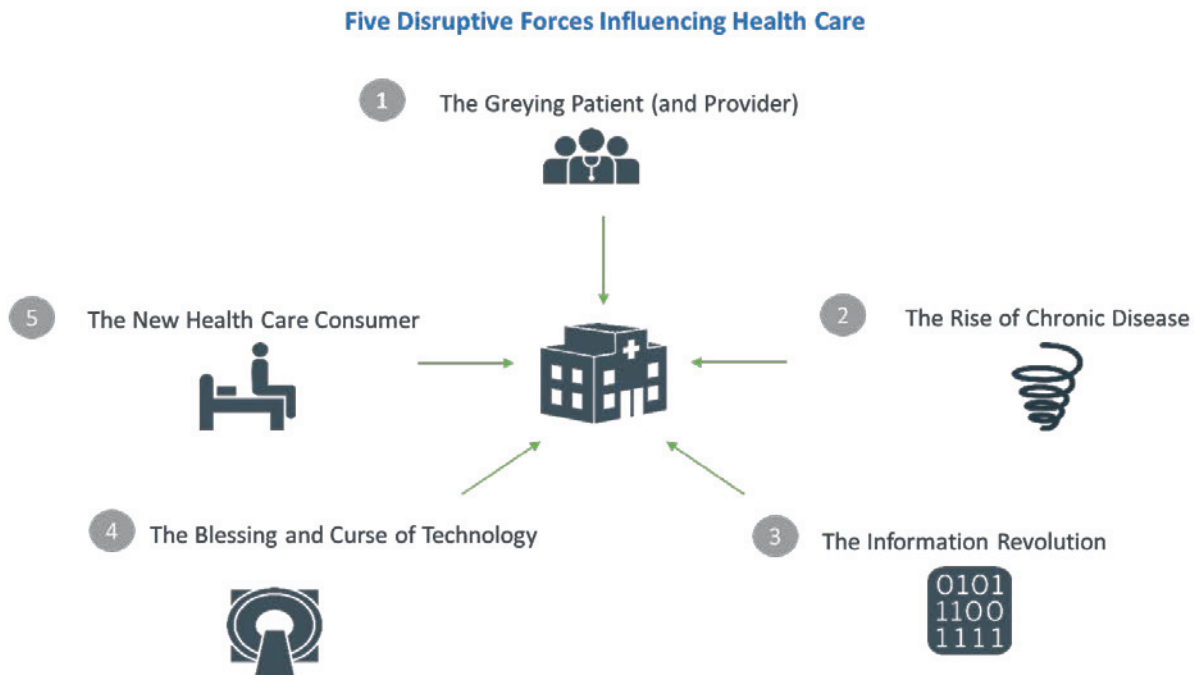 Five Disruptive Forces Influencing Health Care
1 The Greying Patient (and Provider)
5 The New Health Care Consumer
2 The Rise of Chronic Disease
4 The Blessing and Curse of Technology
3 The Information Revolution
0101
1100
1111